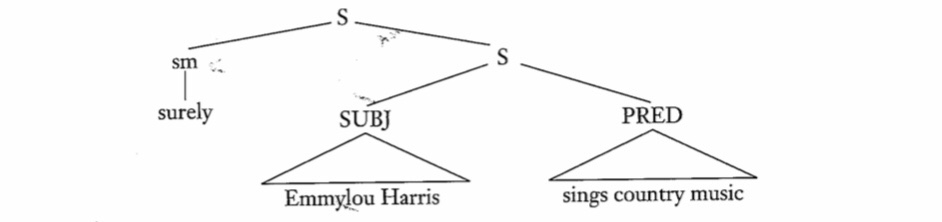 S
sm
S
surely
SUBJ
PRED
Emmylou Harris
sings country music